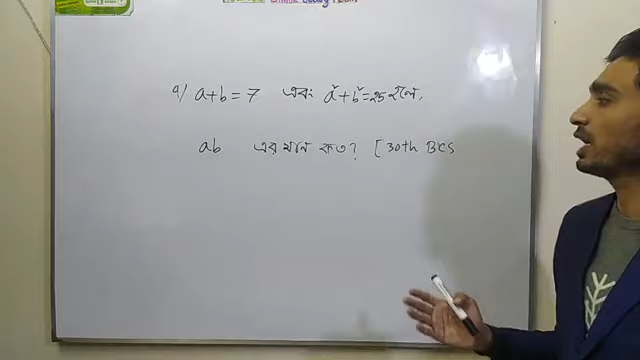 a/ a+b=7 এবং a²+b²=25 হলে,
ab এর মান কত? [30th BCS